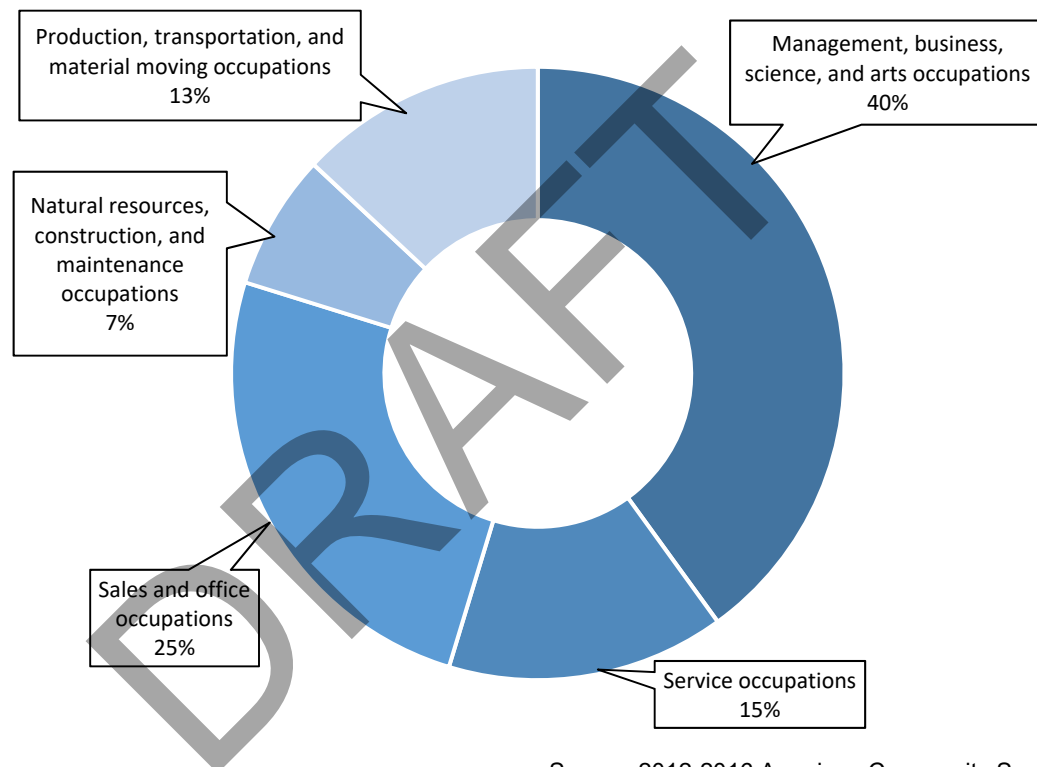 Production, transportation, and
material moving occupations
13%
Management, business,
science, and arts occupations
40%
Natural resources,
construction, and
maintenance
occupations
7%
Sales and office
occupations
25%
Service occupations
15%
DRAFT